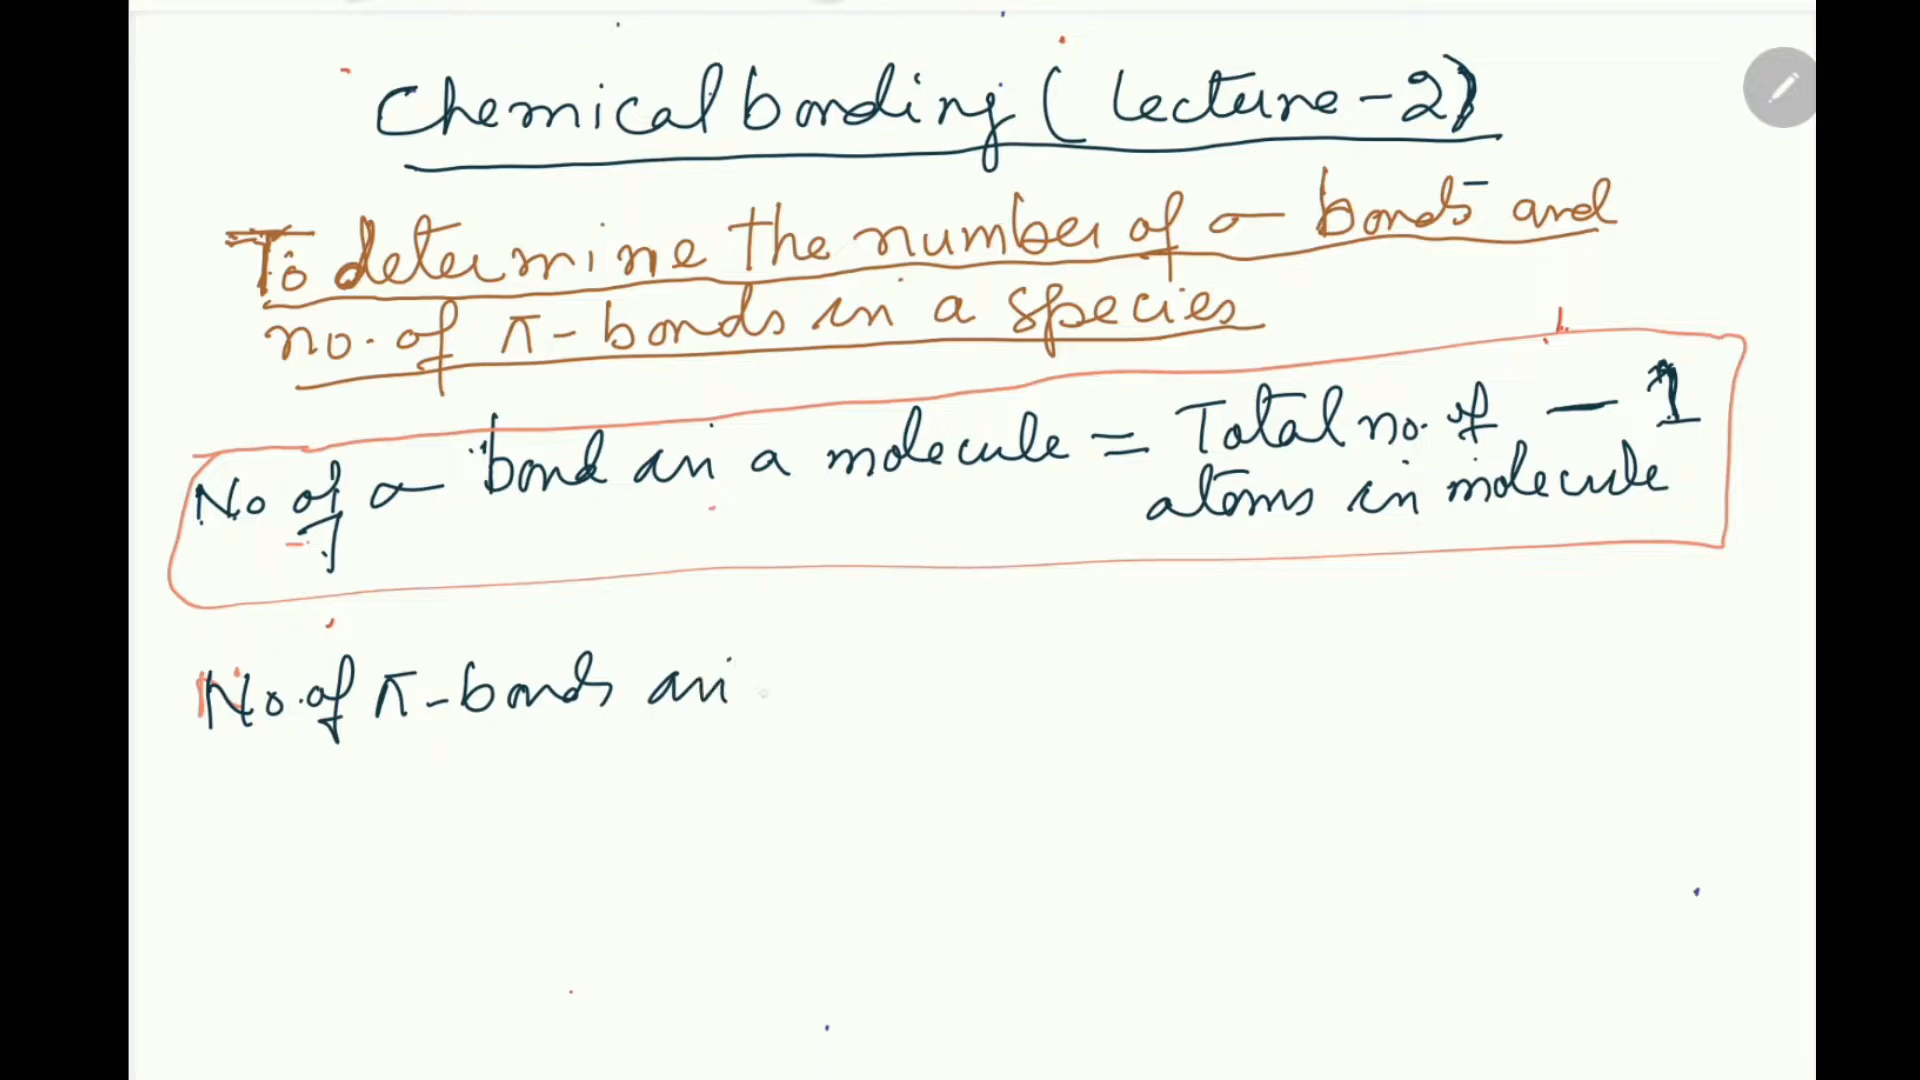 Chemical bonding (Lecture-2)
To determine the number of σ- bonds and
no. of π-bonds in a species
No of σ- bond in a molecule = Total no. of - 1
atoms in molecule
No. of π-bonds in